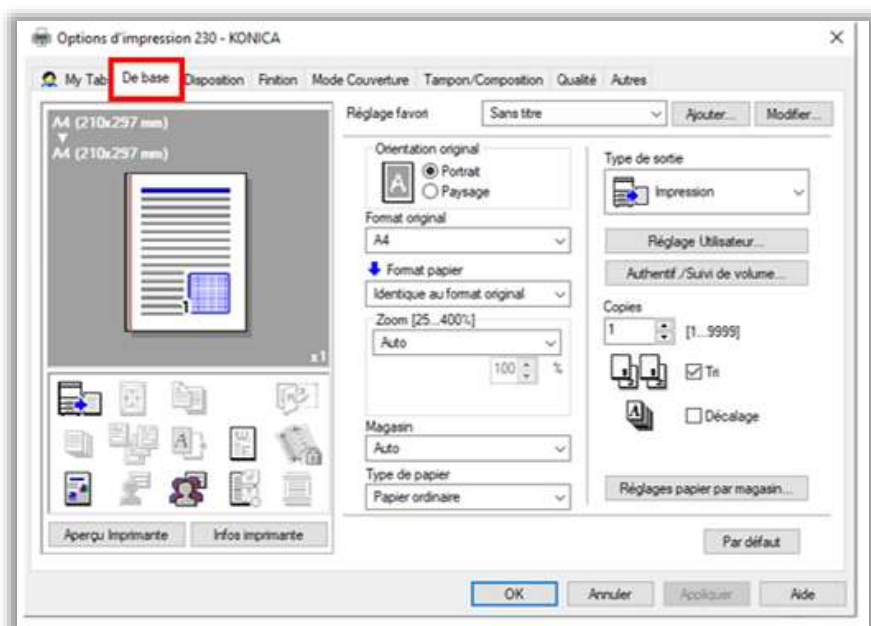 Options d'impression 230 - KONICA
My Tab De base Disposition Finition Mode Couverture Tampon/Composition Qualité Autres
A4 (210x297 mm)
A4 (210x297 mm)
1
x1
Aperçu Imprimante Infos imprimante
Réglage favori Sans titre Ajouter... Modifier...
Orientation original
A
Portrait
Paysage
Format original
A4
Format papier
Identique au format original
Zoom [25...400%]
Auto
100 %
Magasin
Auto
Type de papier
Papier ordinaire
Type de sortie
Impression
Réglage Utilisateur...
Authentif./Suivi de volume...
Copies
1 [1...9999]
Tri
Décalage
Réglages papier par magasin...
Par défaut
OK Annuler Appliquer Aide